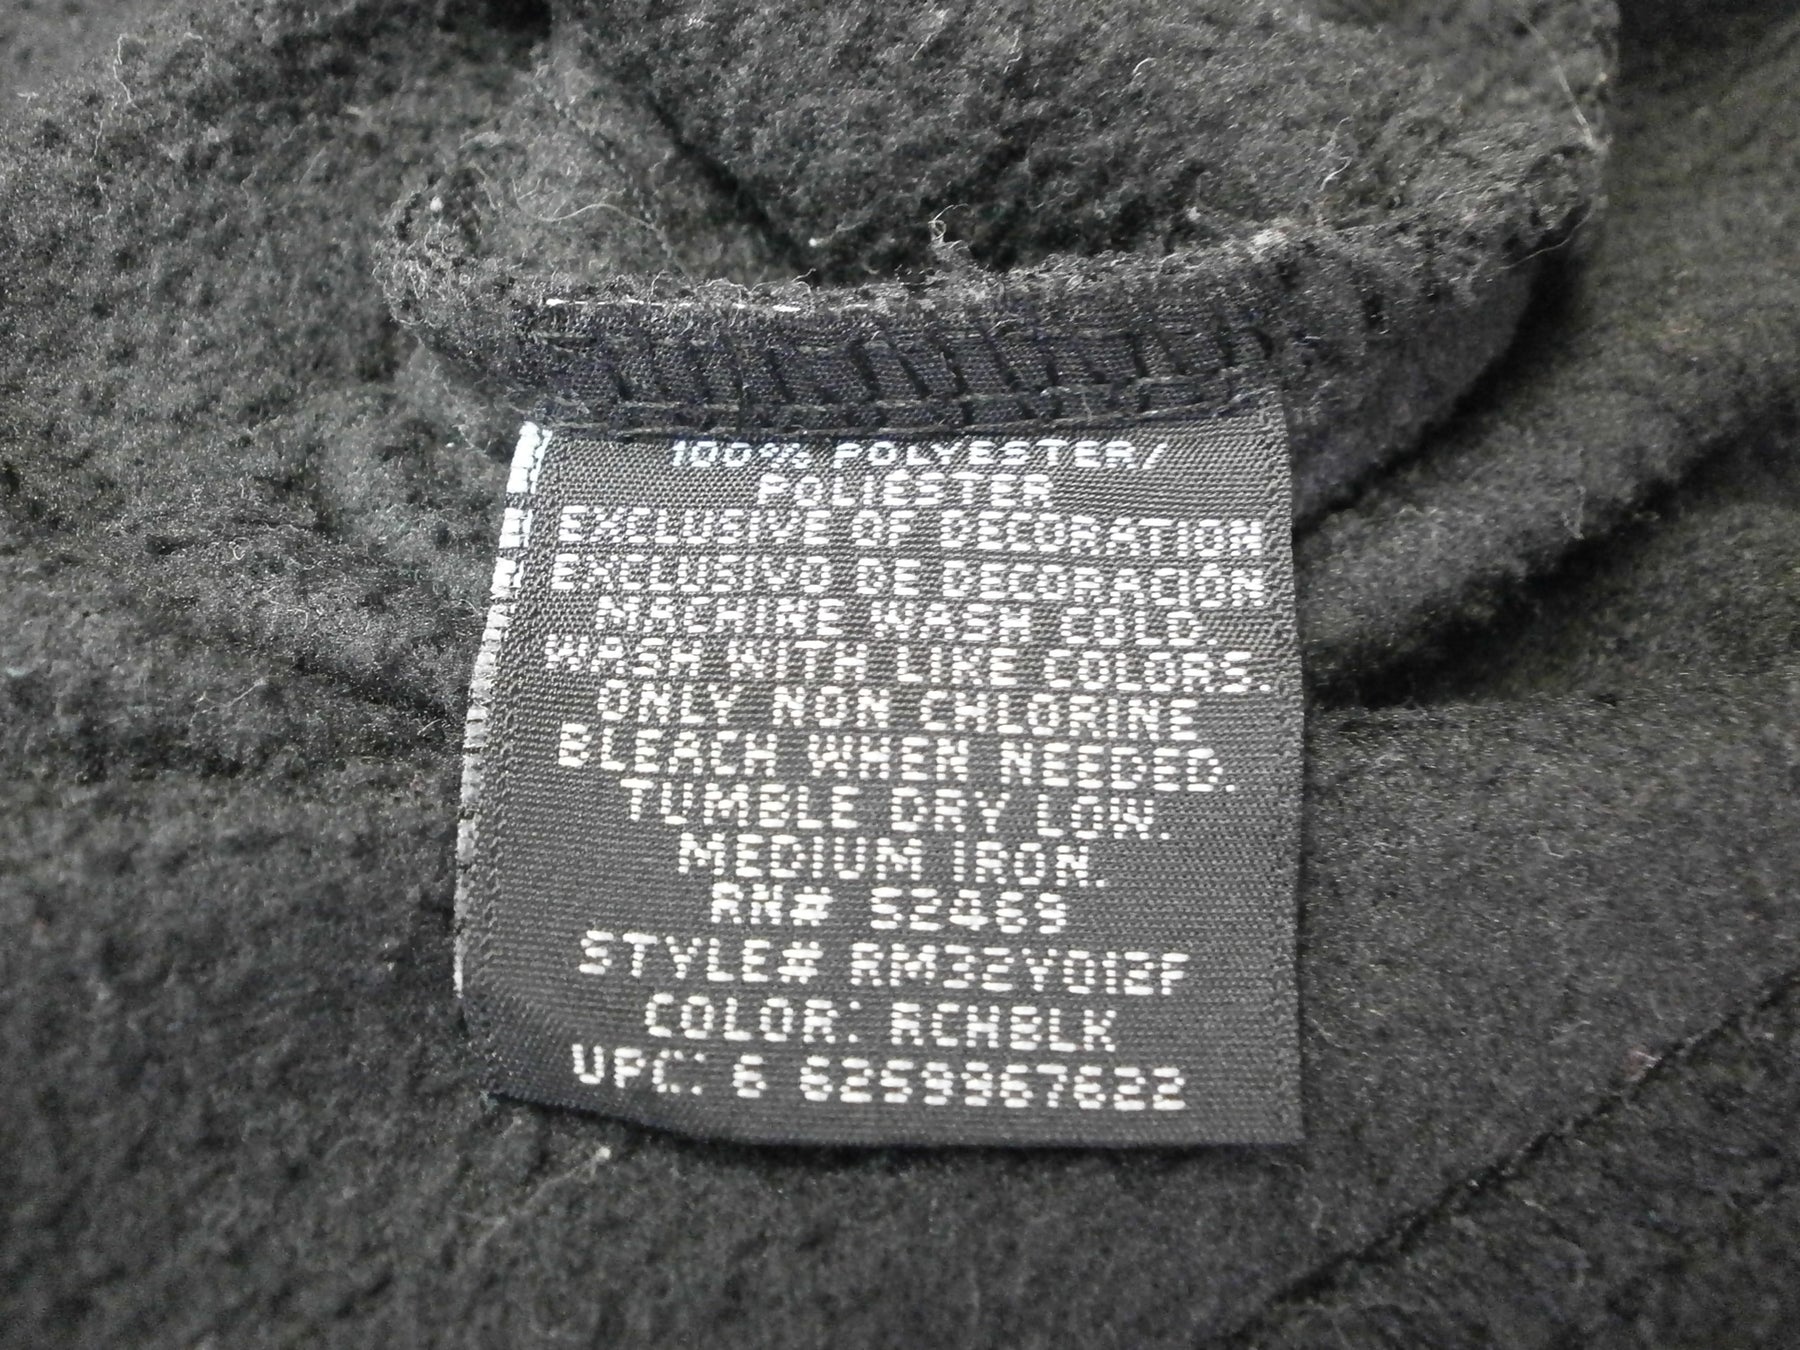 100% POLYESTER/
POLIÉSTER
EXCLUSIVE OF DECORATION
EXCLUSIVO DE DECORACIÓN
MACHINE WASH COLD.
WASH WITH LIKE COLORS.
ONLY NON CHLORINE
BLEACH WHEN NEEDED.
TUMBLE DRY LOW.
MEDIUM IRON.
RN# 52469
STYLE# RM32Y012F
COLOR: RCHBLK
UPC: 6 6259967622